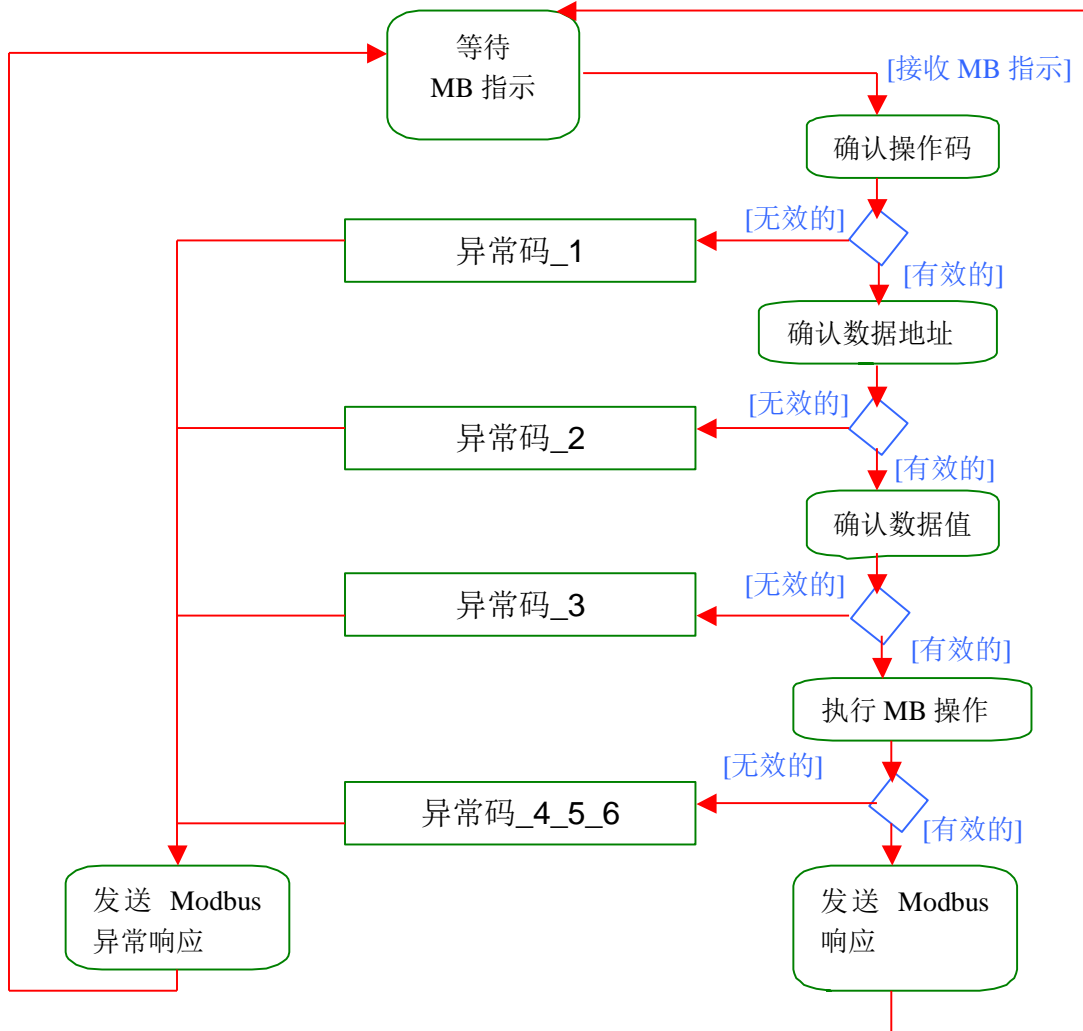 等待
MB 指示
[接收 MB 指示]
确认操作码
[无效的]
异常码_1
[有效的]
确认数据地址
[无效的]
异常码_2
[有效的]
确认数据值
[无效的]
异常码_3
[有效的]
执行 MB 操作
[无效的]
异常码_4_5_6
[有效的]
发送 Modbus
异常响应
发送 Modbus
响应